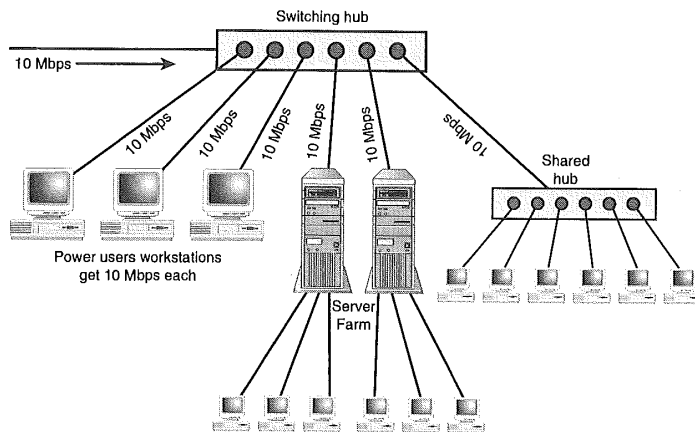 Switching hub
10 Mbps
10 Mbps
10 Mbps
10 Mbps
10 Mbps
10 Mbps
10 Mbps
Shared
hub
Power users workstations
get 10 Mbps each
Server
Farm